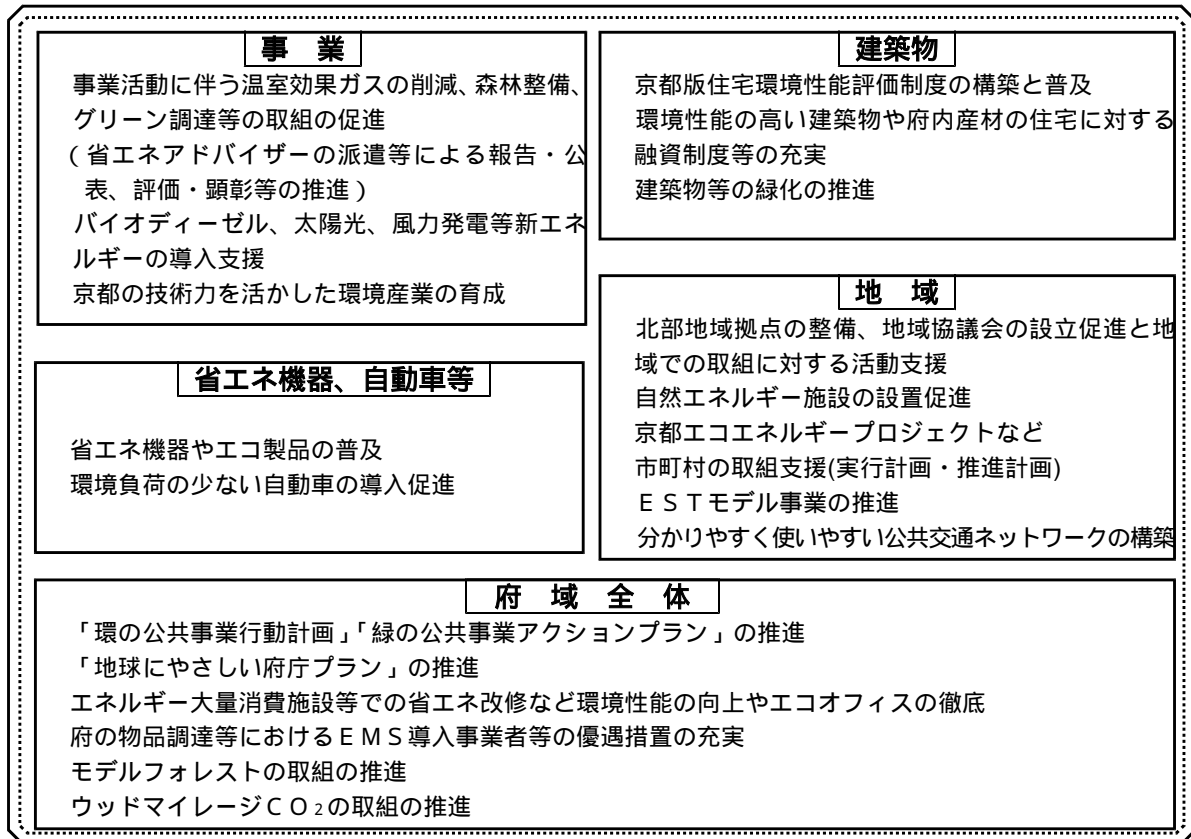 事　業
事業活動に伴う温室効果ガスの削減、森林整備、
グリーン調達等の取組の促進
（省エネアドバイザーの派遣等による報告・公
表、評価・顕彰等の推進）
バイオディーゼル、太陽光、風力発電等新エネ
ルギーの導入支援
京都の技術力を活かした環境産業の育成
建築物
京都版住宅環境性能評価制度の構築と普及
環境性能の高い建築物や府内産材の住宅に対する
融資制度等の充実
建築物等の緑化の推進
省エネ機器、自動車等
省エネ機器やエコ製品の普及
環境負荷の少ない自動車の導入促進
地　域
北部地域拠点の整備、地域協議会の設立促進と地
域での取組に対する活動支援
自然エネルギー施設の設置促進
京都エコエネルギープロジェクトなど
市町村の取組支援(実行計画・推進計画)
ＥＳＴモデル事業の推進
分かりやすく使いやすい公共交通ネットワークの構築
府　域　全　体
「環の公共事業行動計画」「緑の公共事業アクションプラン」の推進
「地球にやさしい府庁プラン」の推進
エネルギー大量消費施設等での省エネ改修など環境性能の向上やエコオフィスの徹底
府の物品調達等におけるＥＭＳ導入事業者等の優遇措置の充実
モデルフォレストの取組の推進
ウッドマイレージＣＯ₂の取組の推進